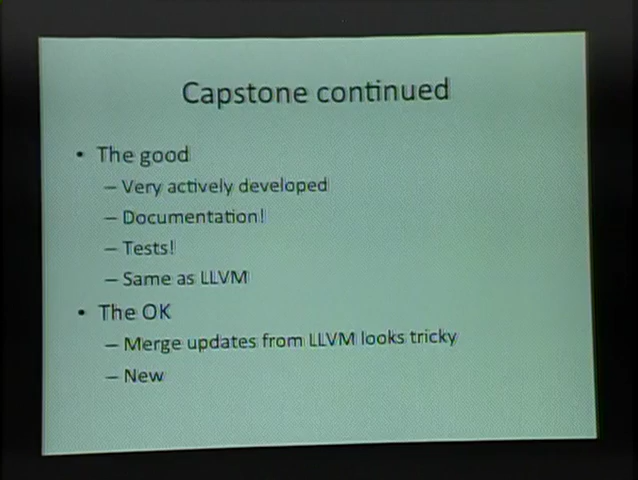 Capstone continued
• The good
– Very actively developed
– Documentation!
– Tests!
– Same as LLVM
• The OK
– Merge updates from LLVM looks tricky
– New